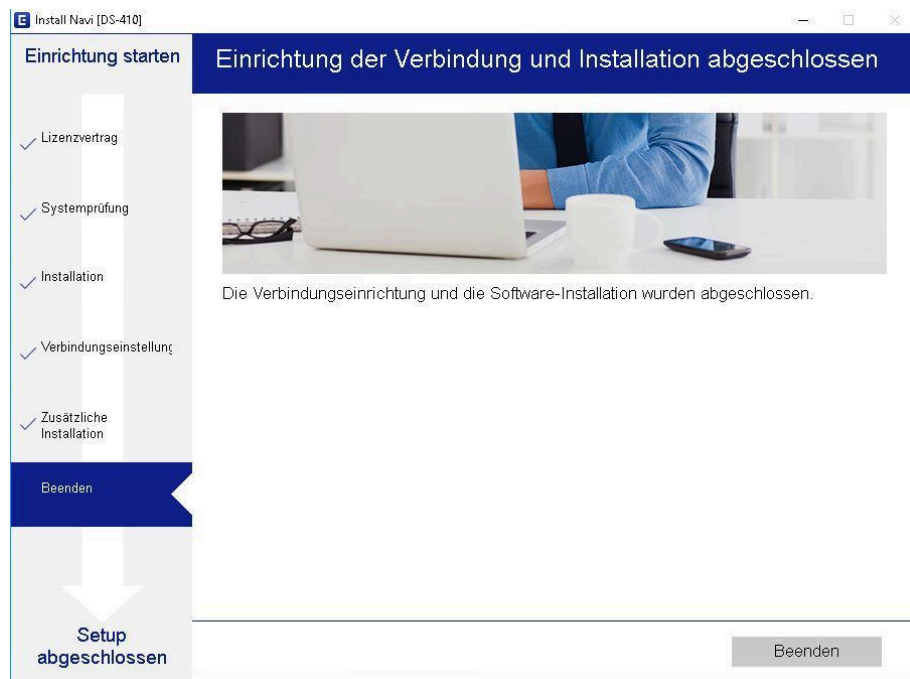 E Install Navi [DS-410]
Einrichtung starten
Einrichtung der Verbindung und Installation abgeschlossen
Lizenzvertrag
Systemprüfung
Installation
Die Verbindungseinrichtung und die Software-Installation wurden abgeschlossen.
Verbindungseinstellung
Zusätzliche
Installation
Beenden
Setup
abgeschlossen
Beenden